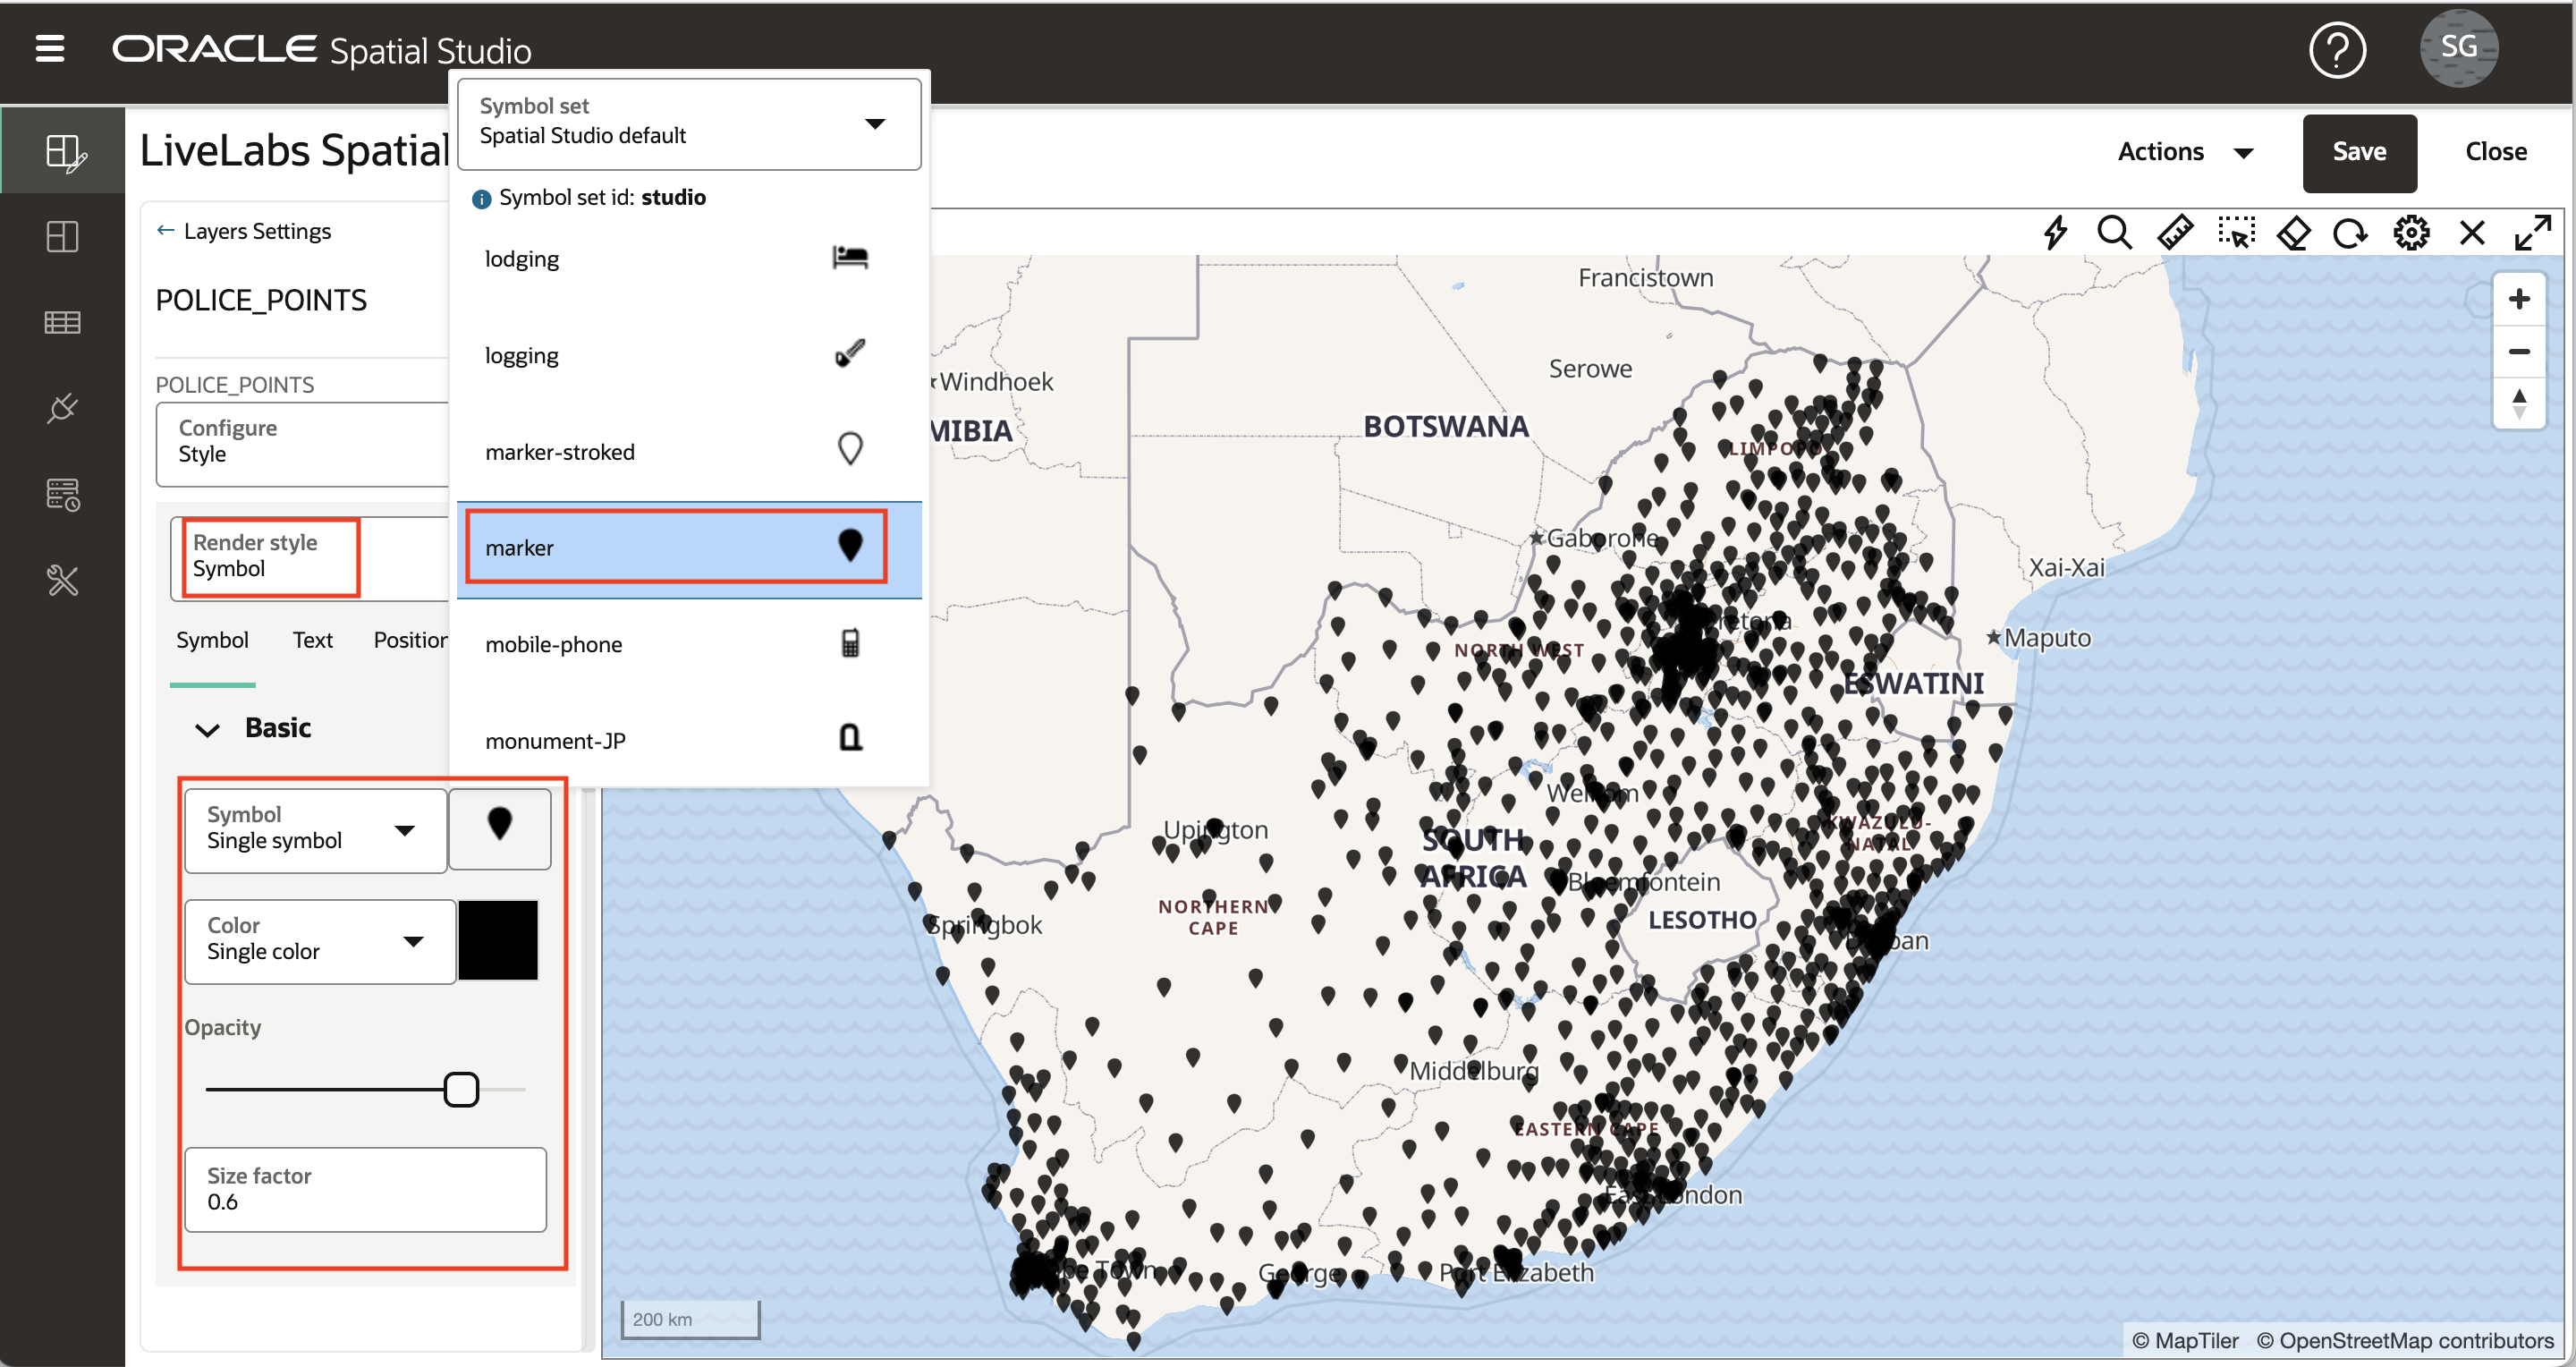 ORACLE Spatial Studio
SG
LiveLabs Spatial
Actions
Save
Close
Layers Settings
POLICE_POINTS
POLICE_POINTS
Configure
Style
Render style
Symbol
Symbol
Text
Position
Basic
Symbol
Single symbol
Color
Single color
Opacity
Size factor
0.6
Symbol set
Spatial Studio default
Symbol set id: studio
lodging
logging
marker-stroked
marker
mobile-phone
monument-JP
Francistown
Serowe
Windhoek
MIBIA
BOTSWANA
LIMPOPO
Gaborone
Xai-Xai
Pretoria
Maputo
NORTH WEST
ESWATINI
Welkom
Upington
SOUTH
AFRICA
KWAZULU-
NATAL
Bloemfontein
NORTHERN
CAPE
LESOTHO
Springbok
Durban
Middelburg
EASTERN CAPE
East London
Cape Town
George
Port Elizabeth
200 km
© MapTiler © OpenStreetMap contributors